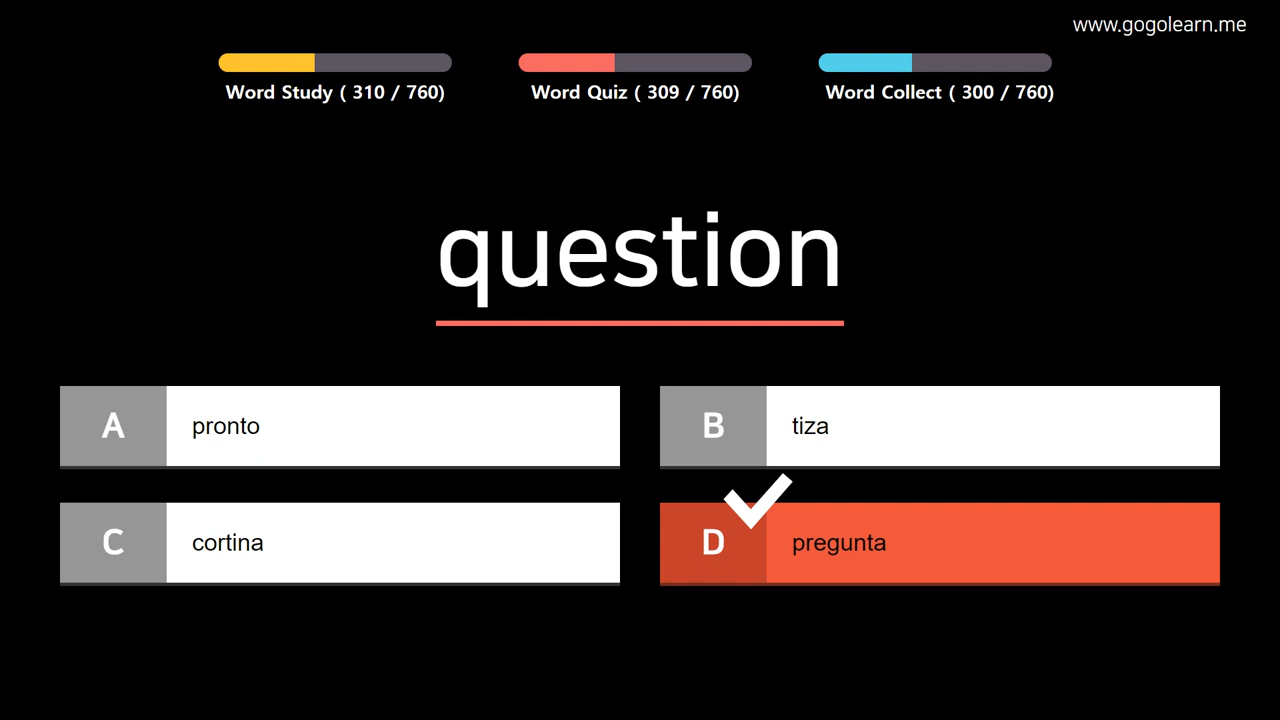 www.gogolearn.me
Word Study ( 310 / 760)
Word Quiz ( 309 / 760)
Word Collect ( 300 / 760)
question
A pronto
B tiza
C cortina
D pregunta